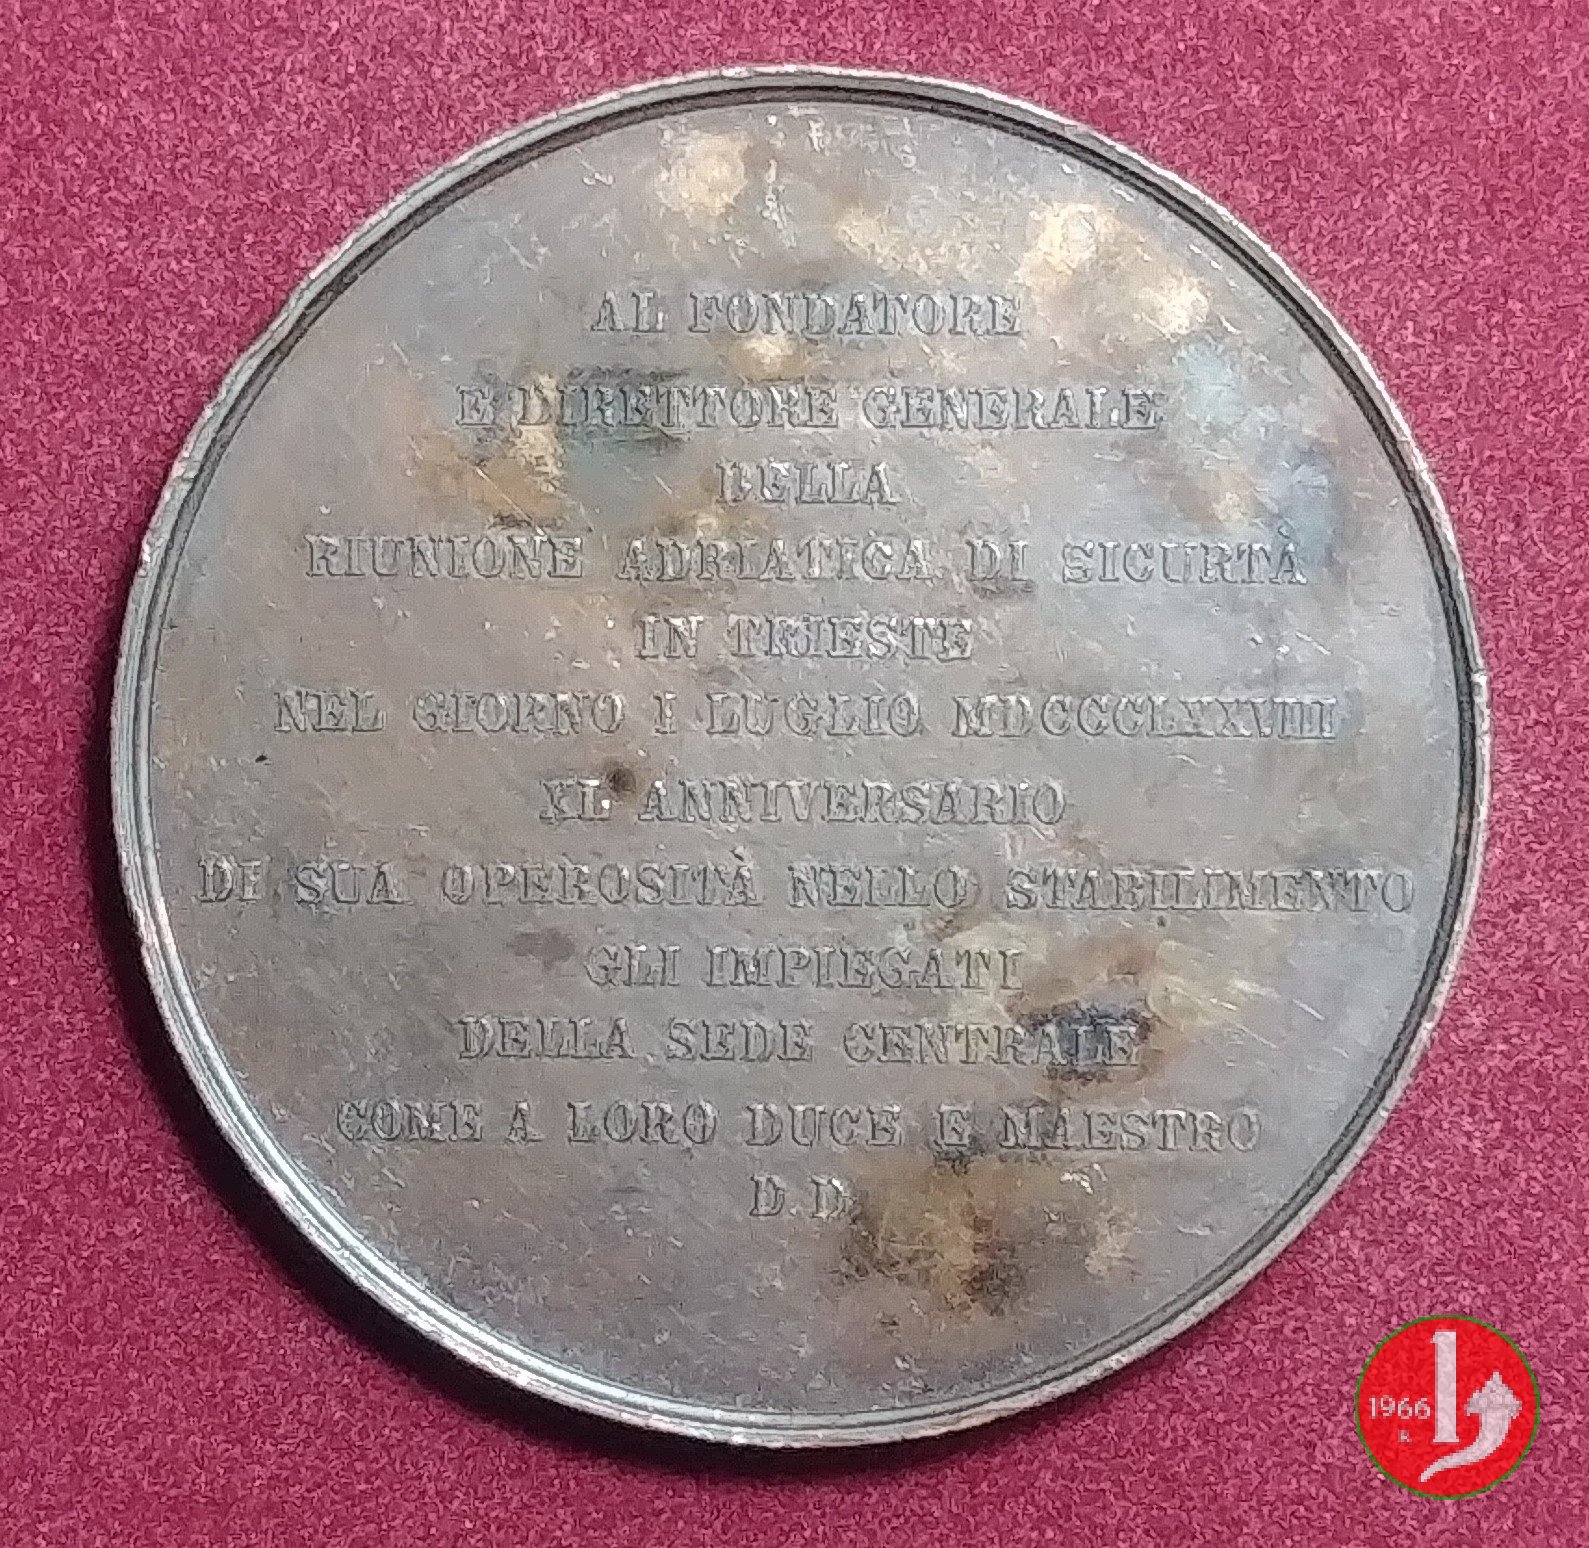 AL FONDATORE
E DIRETTORE GENERALE
DELLA
RIUNIONE ADRIATICA DI SICURTÀ
IN TRIESTE
NEL GIORNO I LUGLIO MDCCCLXXVIII
XL ANNIVERSARIO
DI SUA OPEROSITÀ NELLO STABILIMENTO
GLI IMPIEGATI
DELLA SEDE CENTRALE
COME A LORO DUCE E MAESTRO
D. D.
1966
R